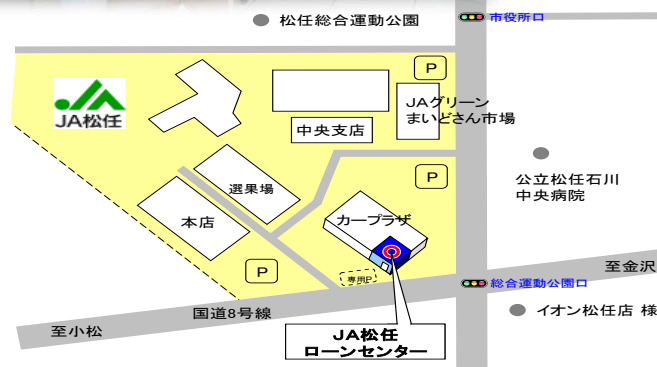 松任総合運動公園
市役所口
P
JA松任
JAグリーン
まいどさん市場
中央支店
P
公立松任石川
中央病院
選果場
本店
カープラザ
P
専用P
至金沢
総合運動公園口
国道8号線
イオン松任店 様
至小松
JA松任
ローンセンター